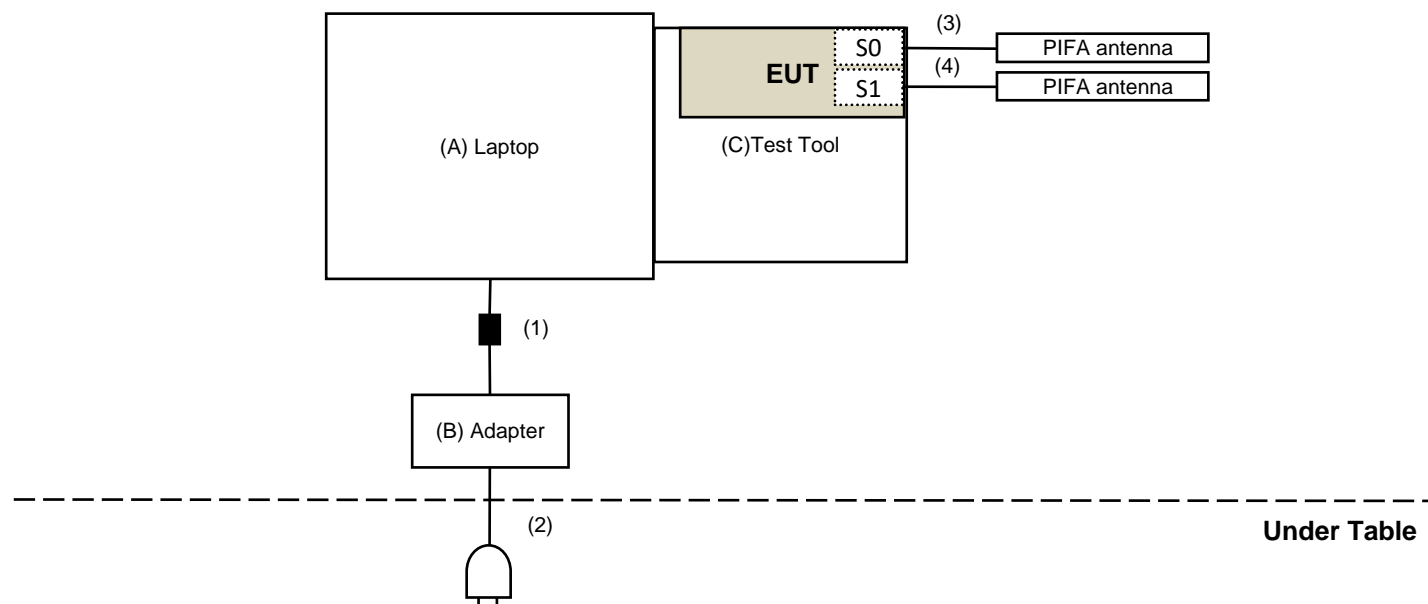 (3)
S0
PIFA antenna
EUT
(4)
S1
PIFA antenna
(A) Laptop
(C)Test Tool
(1)
(B) Adapter
(2)
Under Table